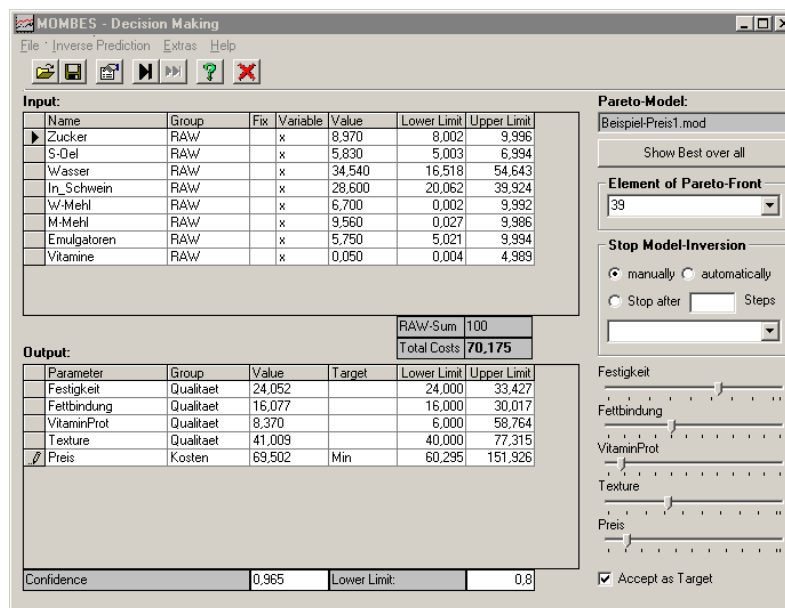 MOMBES - Decision Making
File Inverse Prediction Extras Help
Input:
Name Group Fix Variable Value Lower Limit Upper Limit
Zucker RAW x 8,970 8,002 9,996
S-Oel RAW x 5,830 5,003 6,994
Wasser RAW x 34,540 16,518 54,643
In_Schwein RAW x 28,600 20,062 39,924
W-Mehl RAW x 6,700 0,002 9,992
M-Mehl RAW x 9,560 0,027 9,986
Emulgatoren RAW x 5,750 5,021 9,994
Vitamine RAW x 0,050 0,004 4,989
RAW-Sum 100
Total Costs 70,175
Output:
Parameter Group Value Target Lower Limit Upper Limit
Festigkeit Qualitaet 24,052 24,000 33,427
Fettbindung Qualitaet 16,077 16,000 30,017
VitaminProt Qualitaet 8,370 6,000 58,764
Texture Qualitaet 41,009 40,000 77,315
Preis Kosten 69,502 Min 60,295 151,926
Confidence 0,965 Lower Limit: 0,8
Pareto-Model:
Beispiel-Preis1.mod
Show Best over all
Element of Pareto-Front
39
Stop Model-Inversion
manually automatically
Stop after Steps
Festigkeit
Fettbindung
VitaminProt
Texture
Preis
Accept as Target